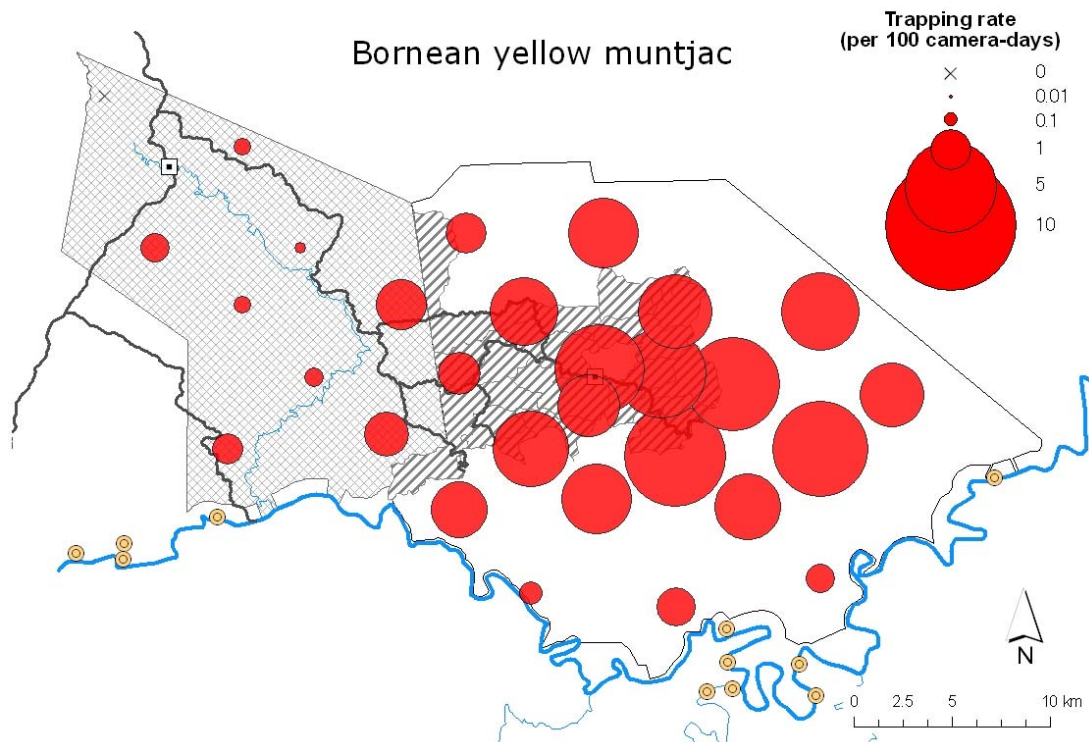 Bornean yellow muntjac
Trapping rate
(per 100 camera-days)
0
0.01
0.1
1
5
10
N
0 2.5 5 10 km